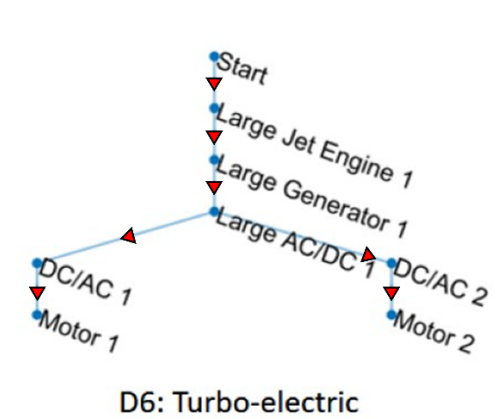 Start
Large Jet Engine 1
Large Generator 1
Large AC/DC 1
DC/AC 1
DC/AC 2
Motor 1
Motor 2
D6: Turbo-electric